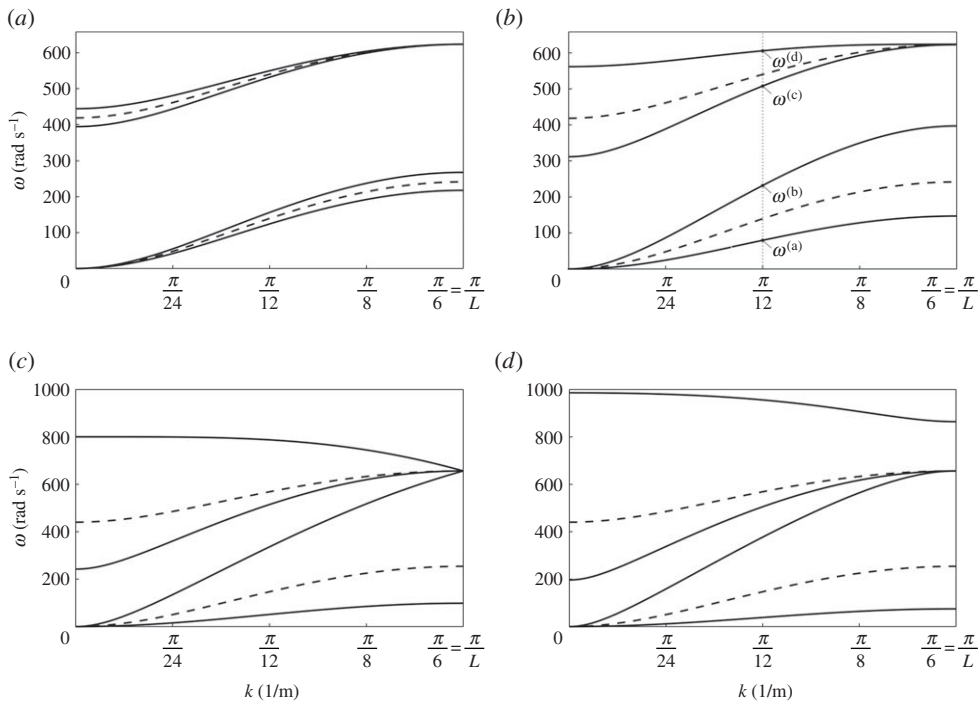 (a)
600
500
400
300
200
100
0
ω (rad s⁻¹)
π/24
π/12
π/8
π/6 = π/L
(b)
600
500
400
300
200
100
0
ω(d)
ω(c)
ω(b)
ω(a)
π/24
π/12
π/8
π/6 = π/L
(c)
1000
800
600
400
200
0
ω (rad s⁻¹)
π/24
π/12
π/8
π/6 = π/L
k (1/m)
(d)
1000
800
600
400
200
0
π/24
π/12
π/8
π/6 = π/L
k (1/m)